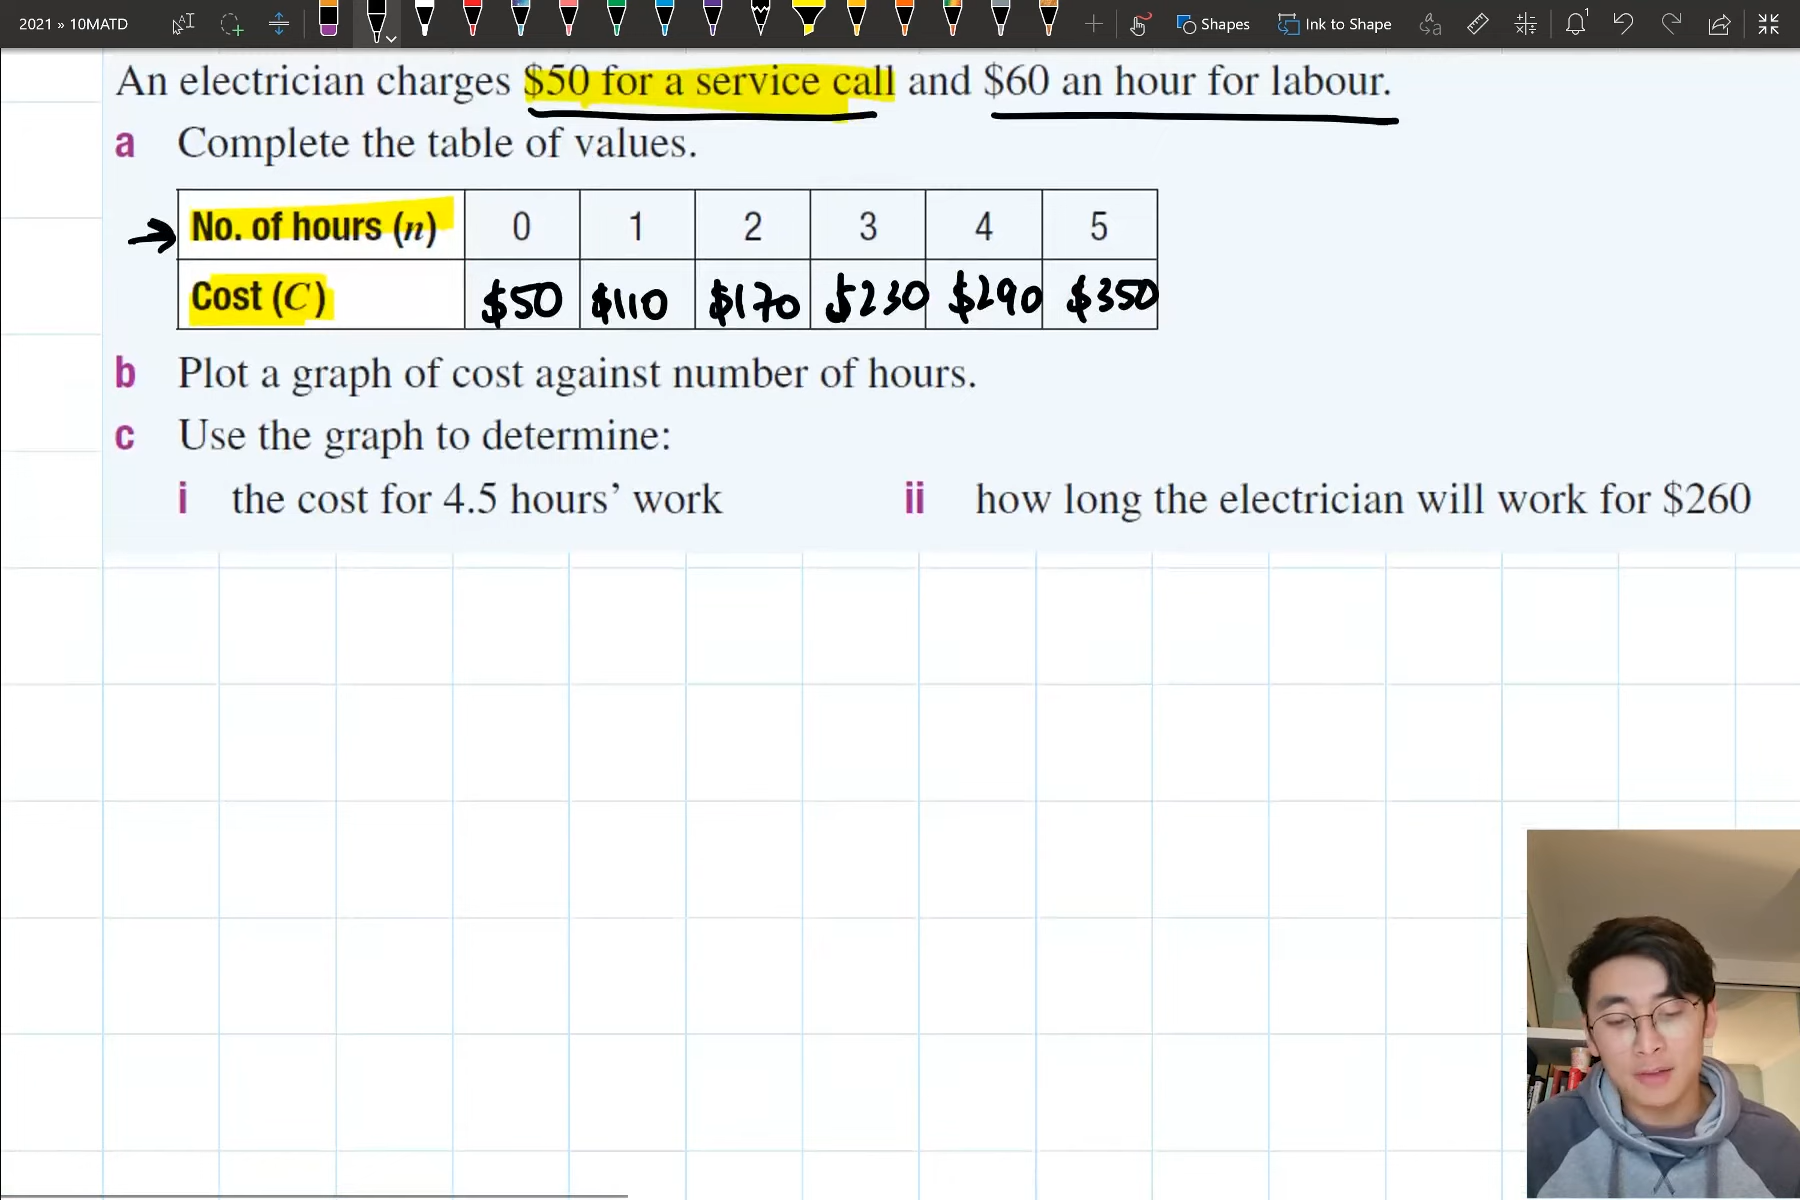 2021 » 10MATD
Shapes
Ink to Shape
1
An electrician charges $50 for a service call and $60 an hour for labour.
a Complete the table of values.
No. of hours (n) 0 1 2 3 4 5
Cost (C) $50 $110 $170 $230 $290 $350
b Plot a graph of cost against number of hours.
c Use the graph to determine:
i the cost for 4.5 hours’ work ii how long the electrician will work for $260